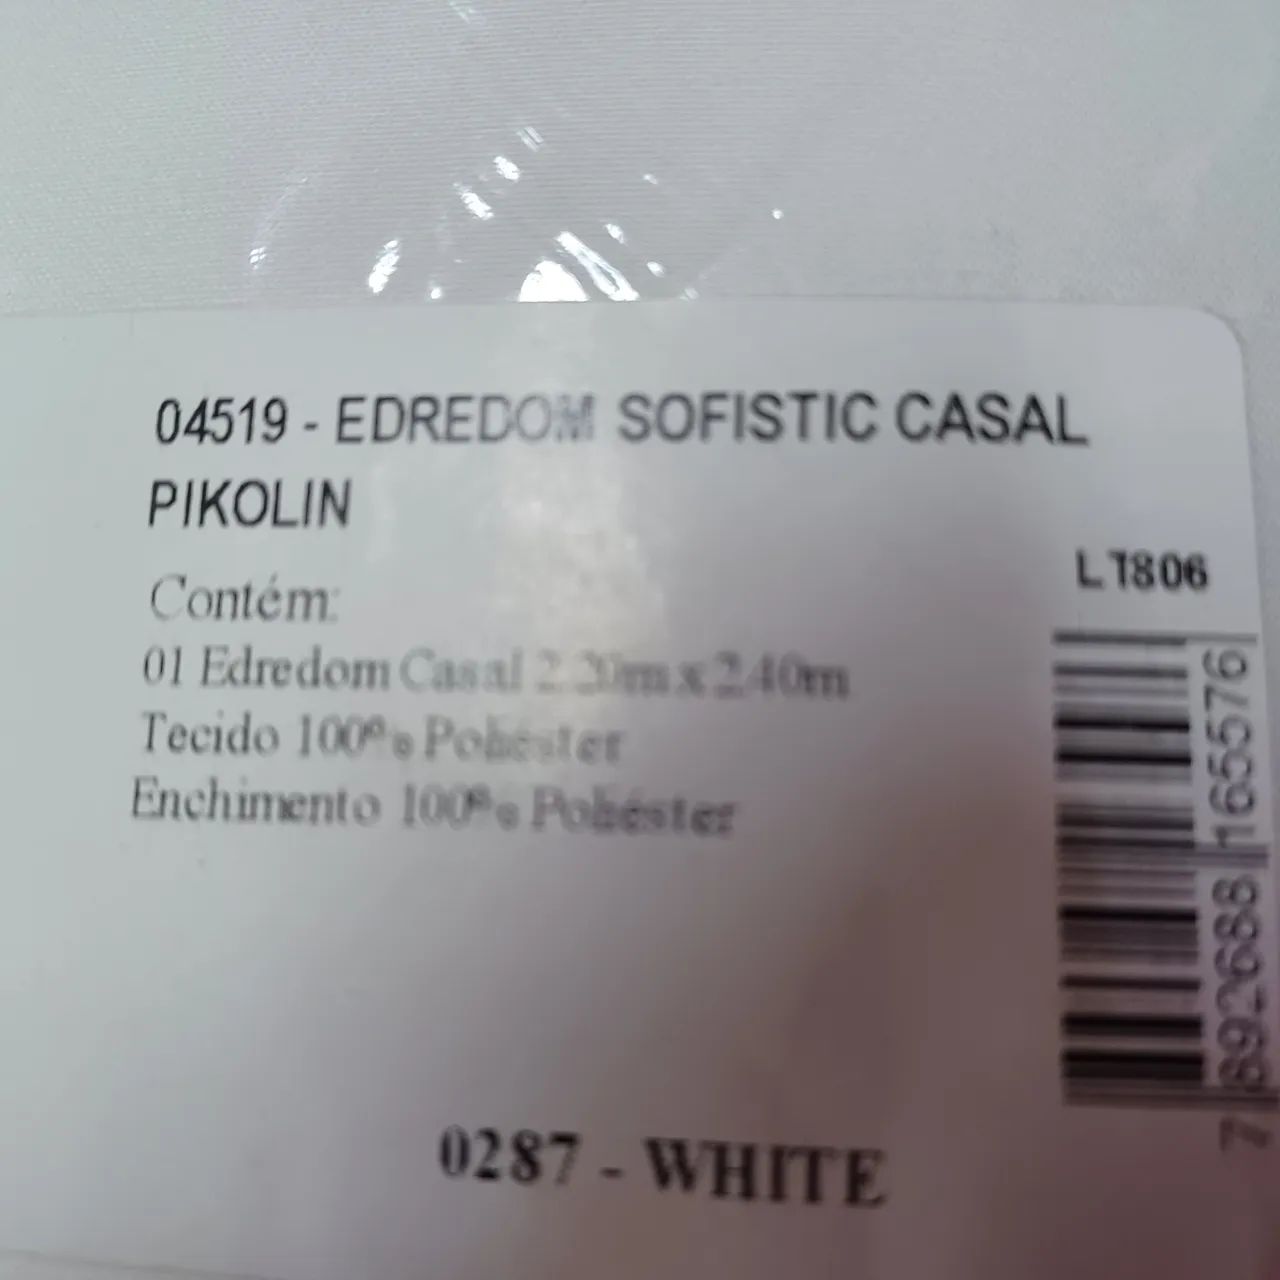 04519 - EDREDOM SOFISTIC CASAL
PIKOLIN
Contém:
01 Edredom Casal 2.20m x 2.40m
Tecido 100% Poliéster
Enchimento 100% Poliéster
LT806
7 892688 165576
0287 - WHITE